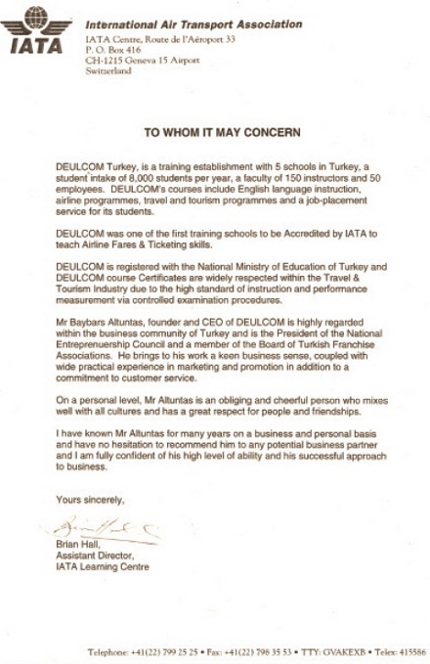 IATA
International Air Transport Association
IATA Centre, Route de l'Aéroport 33
P. O. Box 416
CH-1215 Geneva 15 Airport
Switzerland
TO WHOM IT MAY CONCERN
DEULCOM Turkey, is a training establishment with 5 schools in Turkey, a
student intake of 8,000 students per year, a faculty of 150 instructors and 50
employees. DEULCOM's courses include English language instruction,
airline programmes, travel and tourism programmes and a job-placement
service for its students.
DEULCOM was one of the first training schools to be Accredited by IATA to
teach Airline Fares & Ticketing skills.
DEULCOM is registered with the National Ministry of Education of Turkey and
DEULCOM course Certificates are widely respected within the Travel &
Tourism Industry due to the high standard of instruction and performance
measurement via controlled examination procedures.
Mr Baybars Altuntas, founder and CEO of DEULCOM is highly regarded
within the business community of Turkey and is the President of the National
Entreprenuership Council and a member of the Board of Turkish Franchise
Associations. He brings to his work a keen business sense, coupled with
wide practical experience in marketing and promotion in addition to a
commitment to customer service.
On a personal level, Mr Altuntas is an obliging and cheerful person who mixes
well with all cultures and has a great respect for people and friendships.
I have known Mr Altuntas for many years on a business and personal basis
and have no hesitation to recommend him to any potential business partner
and I am fully confident of his high level of ability and his successful approach
to business.
Yours sincerely,
Brian Hall,
Assistant Director,
IATA Learning Centre
Telephone: +41(22) 799 25 25 • Fax: +41(22) 798 35 53 • TTY: GVAKEXB • Telex: 415586